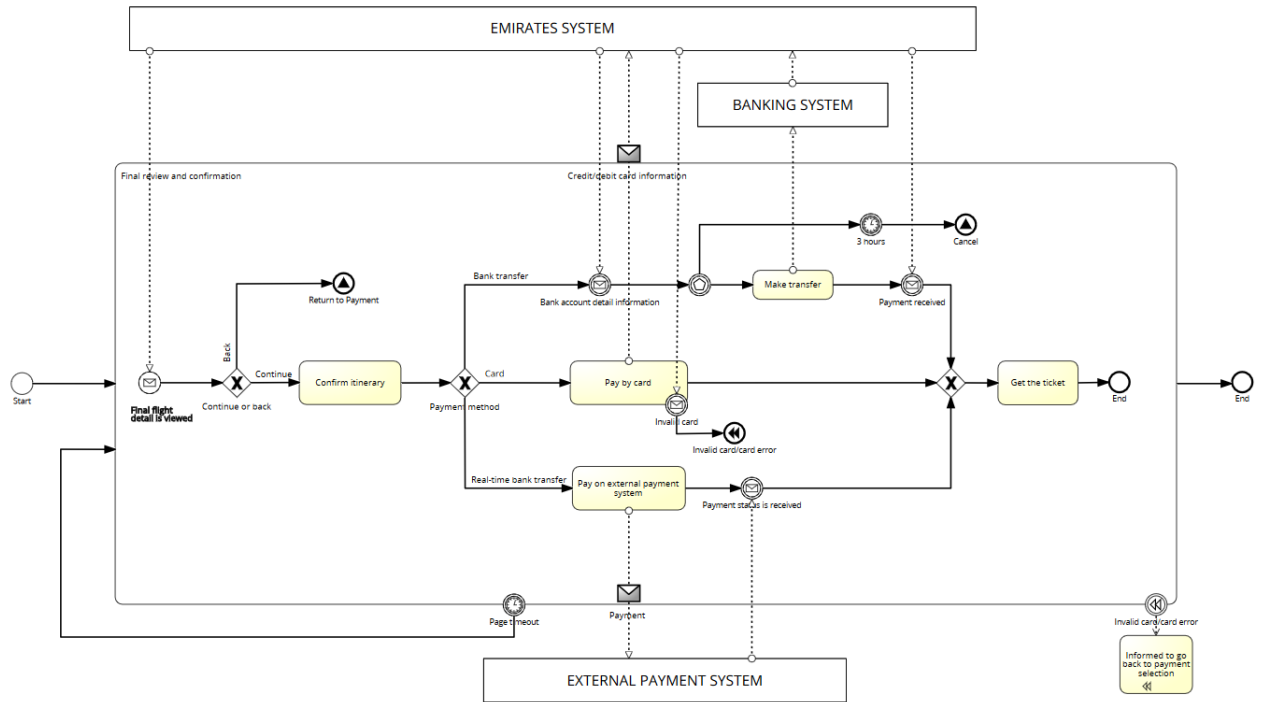 EMIRATES SYSTEM
BANKING SYSTEM
Final review and confirmation
Credit/debit card information
3 hours
Cancel
Bank transfer
Return to Payment
Bank account detail information
Make transfer
Payment received
Back
Continue
Card
Start
Confirm itinerary
Pay by card
Get the ticket
End
End
Final flight
detail is viewed
Continue or back
Payment method
Invalid card
Invalid card/card error
Real-time bank transfer
Pay on external payment
system
Payment status is received
Page timeout
Payment
Invalid card/card error
Informed to go
back to payment
selection
EXTERNAL PAYMENT SYSTEM